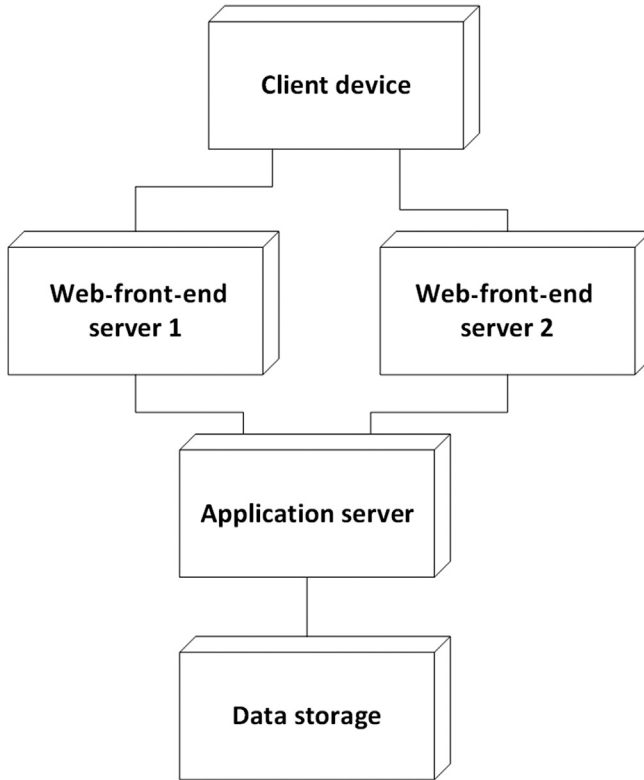 Client device
Web-front-end
server 1
Web-front-end
server 2
Application server
Data storage